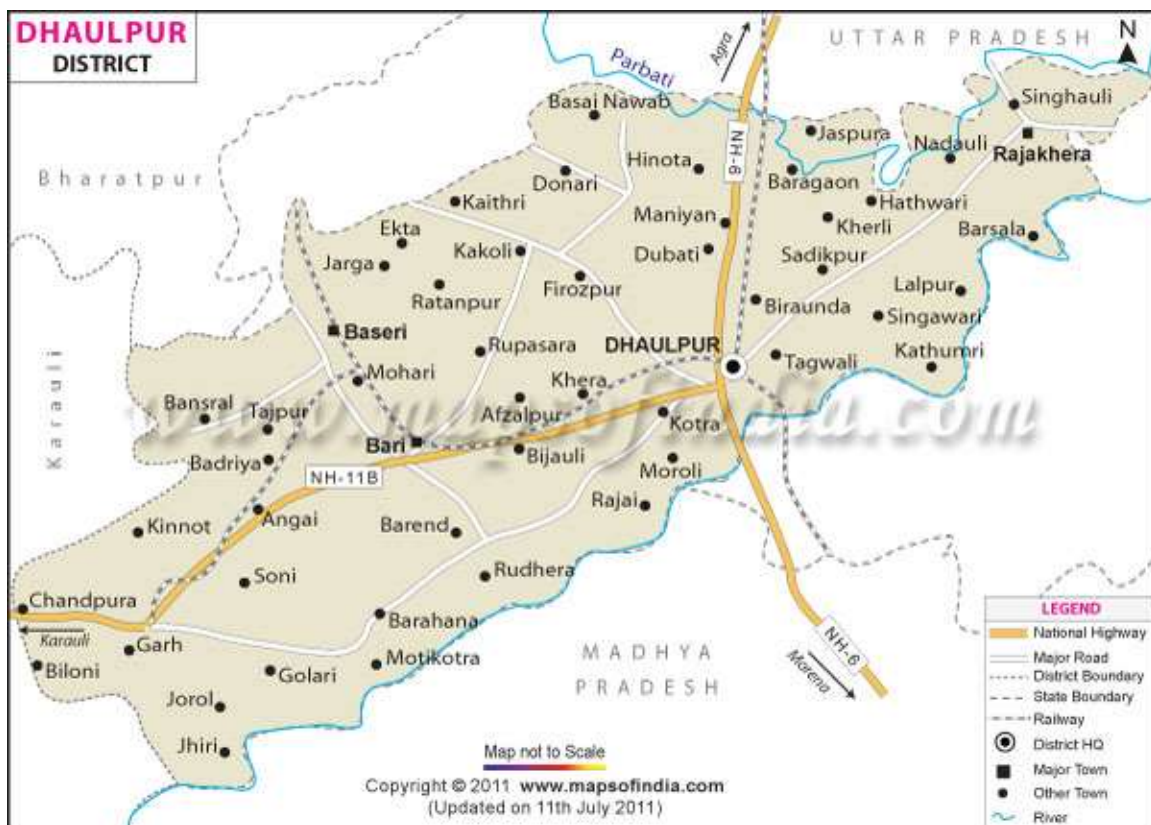 DHAULPUR
DISTRICT
UTTAR PRADESH
N
Agra
Parbati
Singhauli
Basai Nawab
NH-6
Jaspura
Nadauli
Rajakhera
Hinota
Bharatpur
Donari
Baragaon
Hathwari
Kaithri
Maniyan
Kherli
Barsala
Ekta
Kakoli
Dubati
Sadikpur
Jarga
Lalpur
Ratanpur
Firozpur
Biraunda
Singawari
Baseri
Rupasara
DHAULPUR
Tagwali
Kathumri
Karauli
Mohari
Khera
www.mapsofindia.com
Bansral
Tajpur
Afzalpur
Kotra
Bari
Bijauli
Badriya
NH-11B
Moroli
Rajai
Angai
Kinnot
Barend
Soni
Rudhera
Chandpura
Barahana
Karauli
Garh
Motikotra
MADHYA
PRADESH
NH-6
Morena
Biloni
Golari
Jorol
Jhiri
LEGEND
National Highway
Major Road
District Boundary
State Boundary
Railway
District HQ
Major Town
Other Town
River
Map not to Scale
Copyright © 2011 www.mapsofindia.com
(Updated on 11th July 2011)